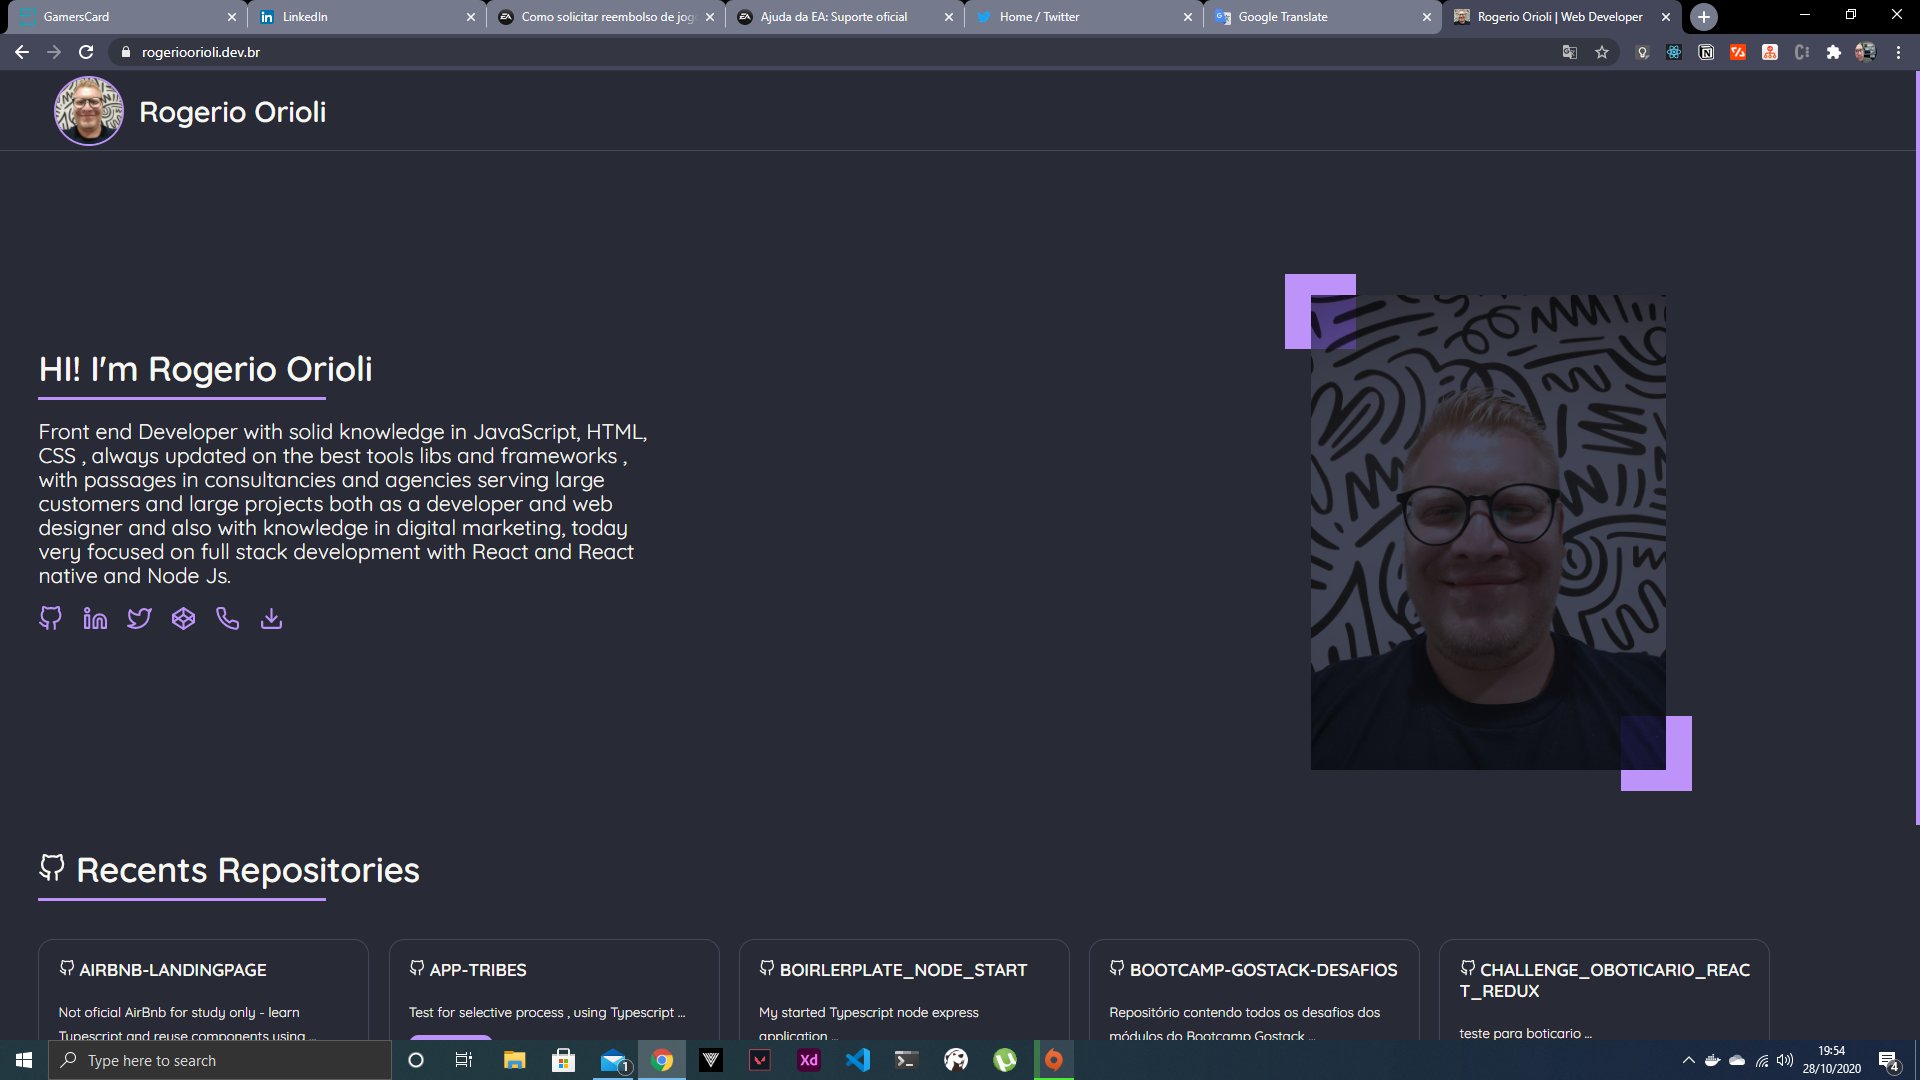 GamersCard
LinkedIn
Como solicitar reembolso de jog
Ajuda da EA: Suporte oficial
Home / Twitter
Google Translate
Rogerio Orioli | Web Developer
rogerioorioli.dev.br
Rogerio Orioli
HI! I'm Rogerio Orioli
Front end Developer with solid knowledge in JavaScript, HTML,
CSS , always updated on the best tools libs and frameworks ,
with passages in consultancies and agencies serving large
customers and large projects both as a developer and web
designer and also with knowledge in digital marketing, today
very focused on full stack development with React and React
native and Node Js.
Recents Repositories
AIRBNB-LANDINGPAGE
Not oficial AirBnb for study only - learn
Typescript and reuse components using ...
APP-TRIBES
Test for selective process , using Typescript ...
BOIRLERPLATE_NODE_START
My started Typescript node express
application ...
BOOTCAMP-GOSTACK-DESAFIOS
Repositório contendo todos os desafios dos
módulos do Bootcamp Gostack ...
CHALLENGE_OBOTICARIO_REAC
T_REDUX
teste para boticario ...
Type here to search
1
Xd
19:54
28/10/2020
4